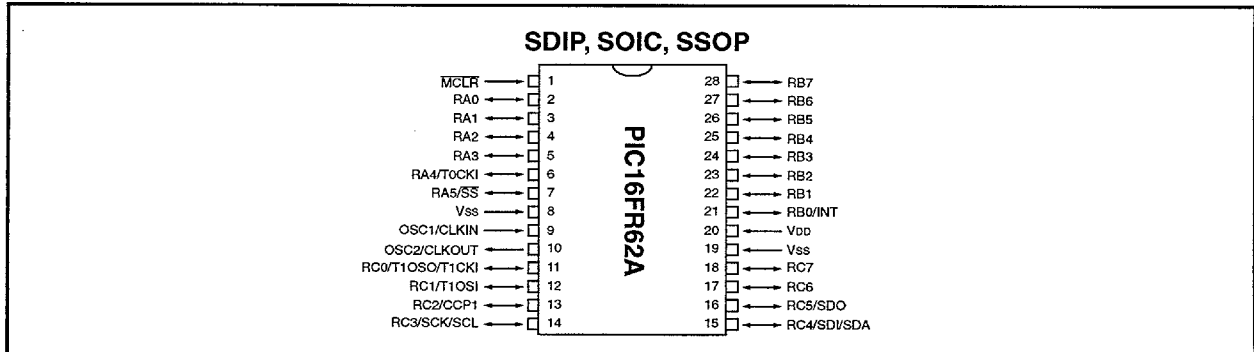 SDIP, SOIC, SSOP
MCLR 1 28 RB7
RA0 2 27 RB6
RA1 3 26 RB5
RA2 4 25 RB4
RA3 5 24 RB3
RA4/T0CKI 6 23 RB2
RA5/SS 7 22 RB1
Vss 8 21 RB0/INT
OSC1/CLKIN 9 20 VDD
OSC2/CLKOUT 10 19 Vss
RC0/T1OSO/T1CKI 11 18 RC7
RC1/T1OSI 12 17 RC6
RC2/CCP1 13 16 RC5/SDO
RC3/SCK/SCL 14 15 RC4/SDI/SDA
PIC16FR62A